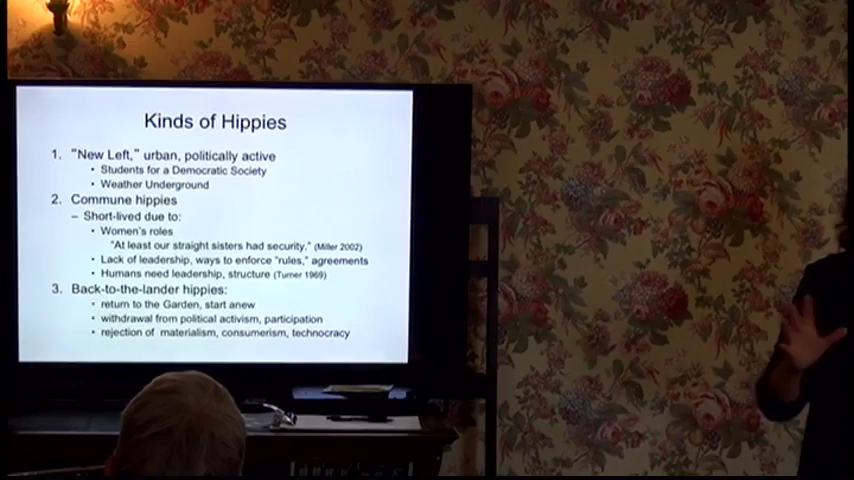 Kinds of Hippies
1. "New Left," urban, politically active
• Students for a Democratic Society
• Weather Underground
2. Commune hippies
– Short-lived due to:
• Women's roles
"At least our straight sisters had security." (Miller 2002)
• Lack of leadership, ways to enforce "rules," agreements
• Humans need leadership, structure (Turner 1969)
3. Back-to-the-lander hippies:
• return to the Garden, start anew
• withdrawal from political activism, participation
• rejection of materialism, consumerism, technocracy